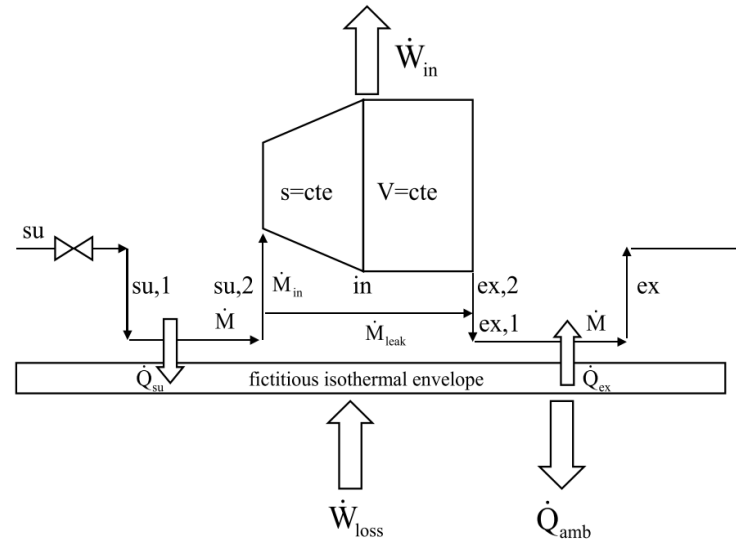 Ẇin
s=cte
V=cte
su
su,1
su,2
Ṁin
in
ex,2
ex
Ṁ
Ṁleak
ex,1
Ṁ
Q̇su
fictitious isothermal envelope
Q̇ex
Ẇloss
Q̇amb